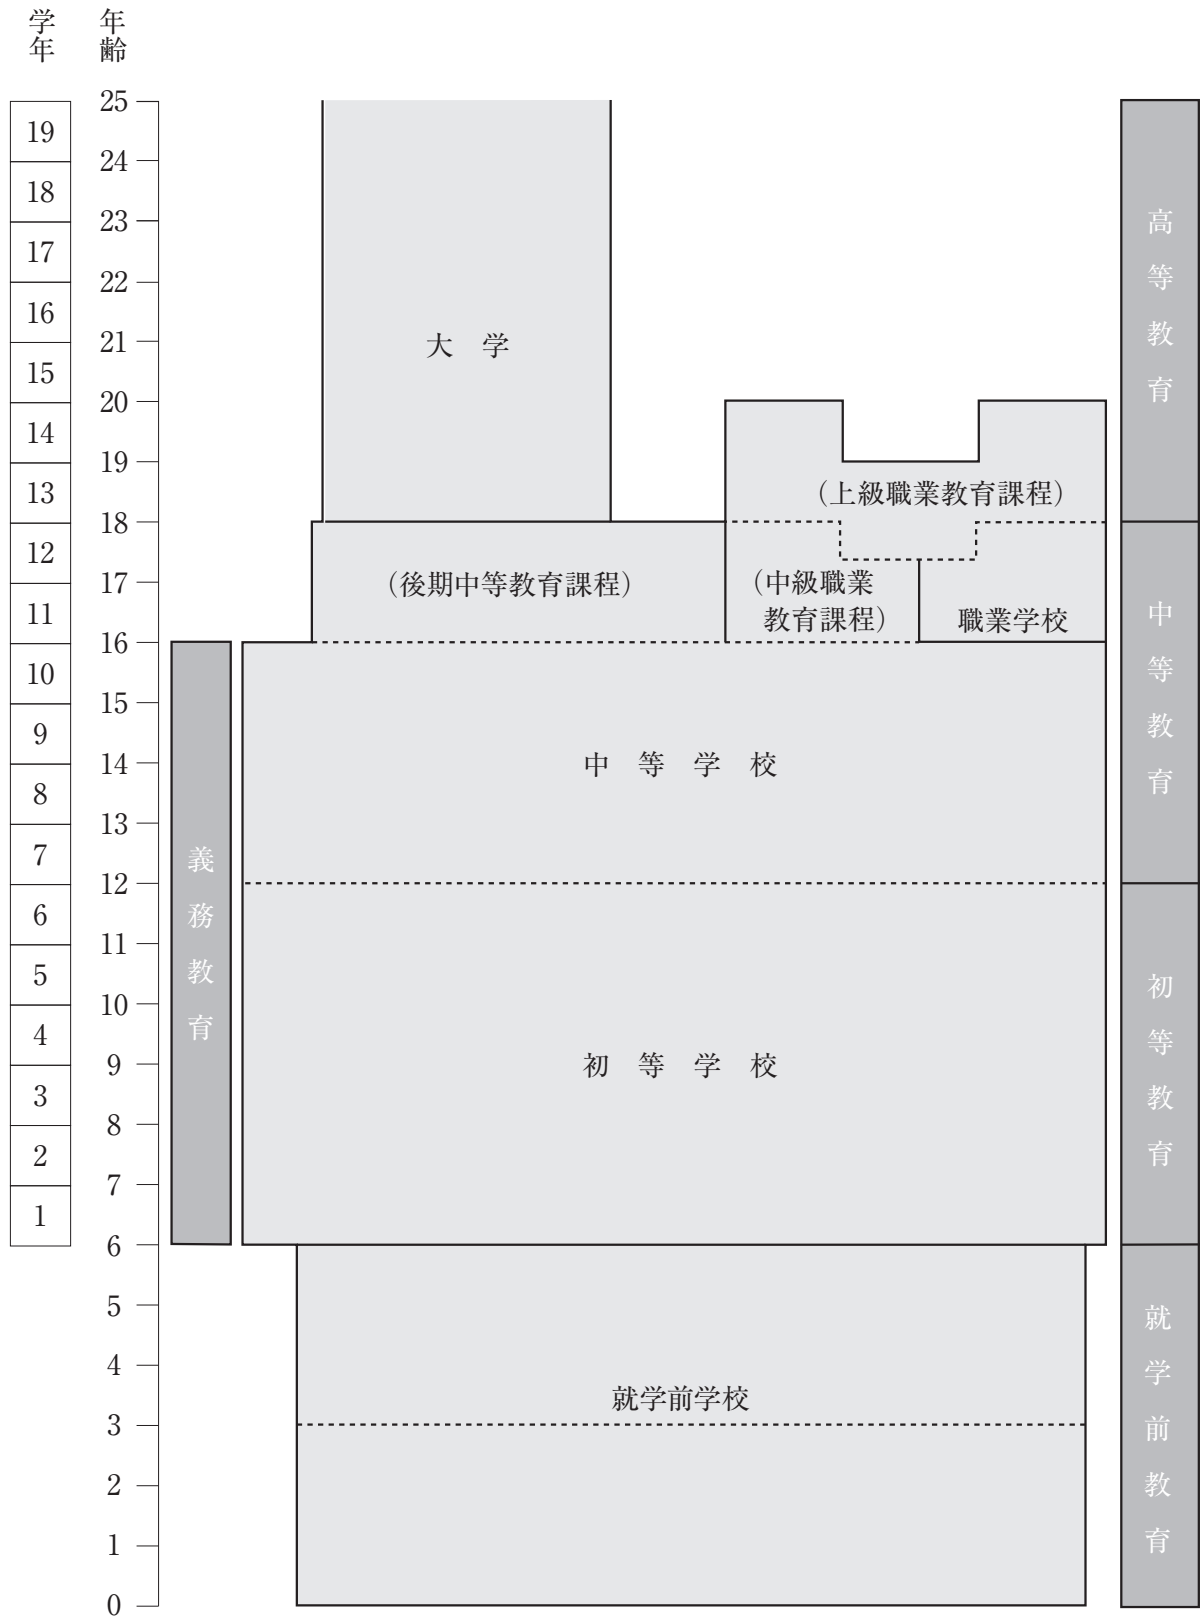 学年
年齢
25
19
24
18
23
17
22
16
21
15
20
14
19
13
18
12
17
11
16
10
15
9
14
8
13
7
12
6
11
5
10
4
9
3
8
2
7
1
6
5
4
3
2
1
0
義務教育
大 学
(上級職業教育課程)
(後期中等教育課程)
(中級職業
教育課程)
職業学校
中 等 学 校
初 等 学 校
就学前学校
高等教育
中等教育
初等教育
就学前教育